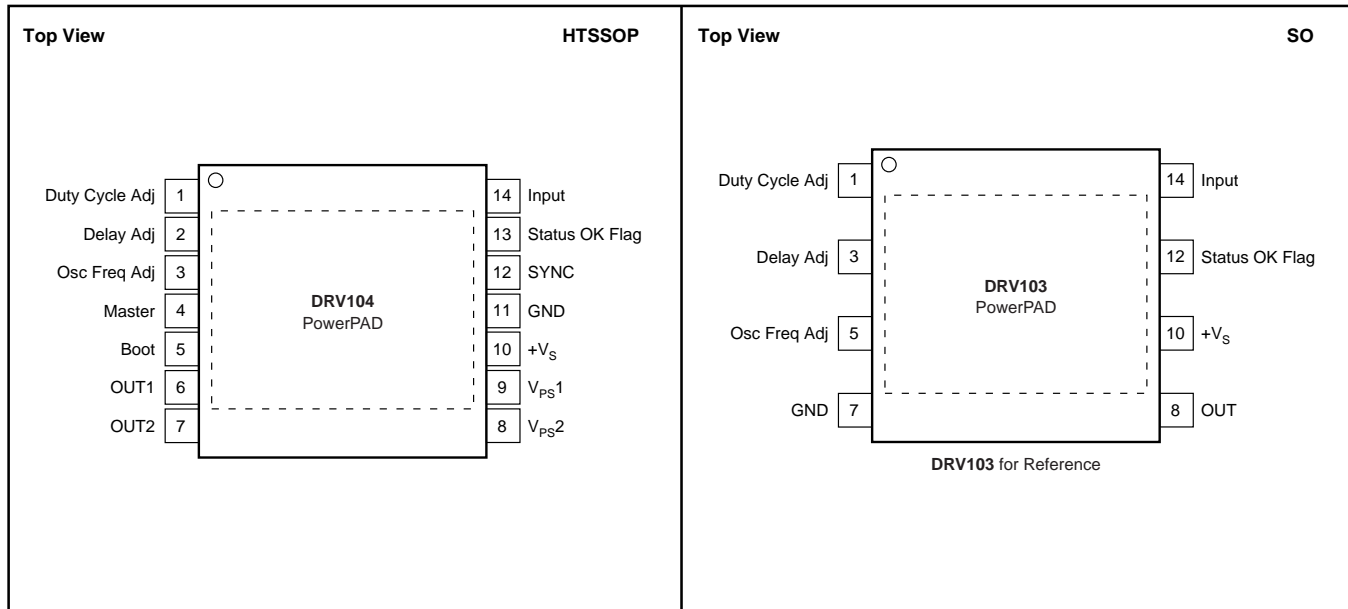 Top View
HTSSOP
Duty Cycle Adj 1
Delay Adj 2
Osc Freq Adj 3
Master 4
Boot 5
OUT1 6
OUT2 7
DRV104
PowerPAD
14 Input
13 Status OK Flag
12 SYNC
11 GND
10 +VS
9 VPS1
8 VPS2
Top View
SO
Duty Cycle Adj 1
Delay Adj 3
Osc Freq Adj 5
GND 7
DRV103
PowerPAD
14 Input
12 Status OK Flag
10 +VS
8 OUT
DRV103 for Reference